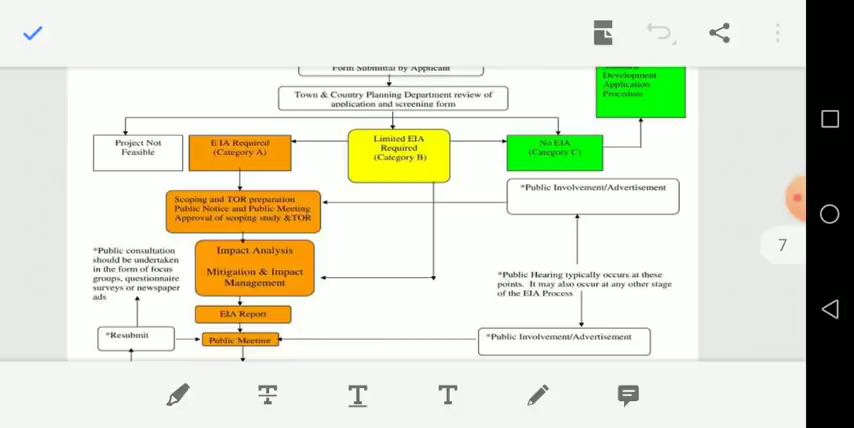 Form Submittal by Applicant
Development
Application
Procedure
Town & Country Planning Department review of
application and screening form
Project Not
Feasible
EIA Required
(Category A)
Limited EIA
Required
(Category B)
No EIA
(Category C)
*Public Involvement/Advertisement
Scoping and TOR preparation
Public Notice and Public Meeting
Approval of scoping study &TOR
Impact Analysis
Mitigation & Impact
Management
*Public consultation
should be undertaken
in the form of focus
groups, questionnaire
surveys or newspaper
ads
*Public Hearing typically occurs at these
points. It may also occur at any other stage
of the EIA Process
7
EIA Report
*Resubmit
Public Meeting
*Public Involvement/Advertisement